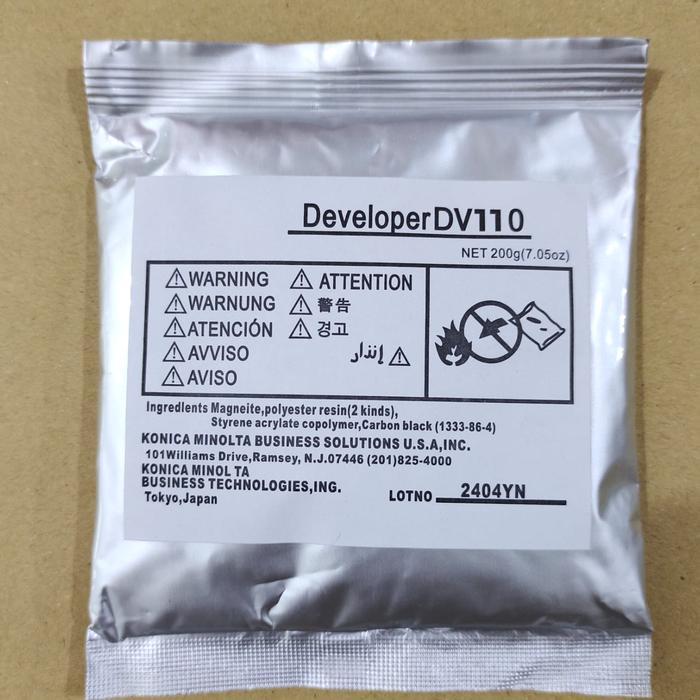 DeveloperDV110
NET 200g(7.05oz)
⚠WARNING ⚠ ATTENTION
⚠WARNUNG ⚠ 警告
⚠ATENCIÓN ⚠ 경고
⚠AVVISO إنذار ⚠
⚠AVISO
Ingredlents Magneite,polyester resin(2 kinds),
Styrene acrylate copolymer,Carbon black (1333-86-4)
KONICA MINOLTA BUSINESS SOLUTIONS U.S.A,INC.
101Williams Drive,Ramsey, N.J.07446 (201)825-4000
KONICA MINOL TA
BUSINESS TECHNOLOGIES,ING.
Tokyo,Japan
LOTNO 2404YN